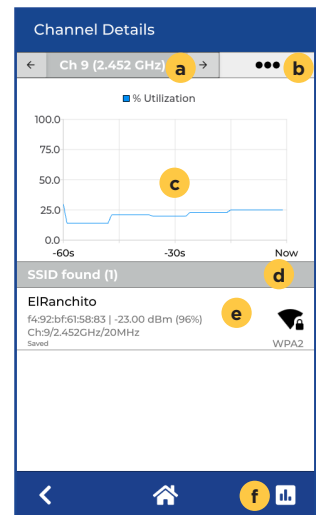 Channel Details
← Ch 9 (2.452 GHz) a → ●●● b
% Utilization
100.0
75.0
50.0
c
25.0
0.0
-60s -30s Now
SSID found (1) d
ElRanchito
e
f4:92:bf:61:58:83 | -23.00 dBm (96%)
Ch:9/2.452GHz/20MHz
Saved
WPA2
f